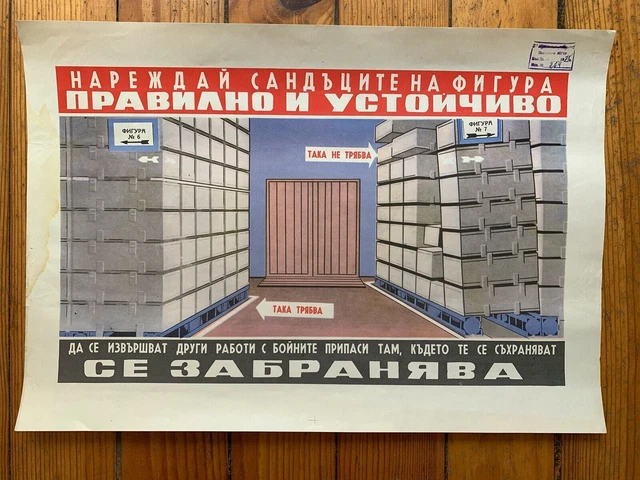 НАРЕЖДАЙ САНДЪЦИТЕ НА ФИГУРА
ПРАВИЛНО И УСТОЙЧИВО
ФИГУРА
№ 6
ФИГУРА
№ 7
ТАКА НЕ ТРЯБВА
ТАКА ТРЯБВА
ДА СЕ ИЗВЪРШВАТ ДРУГИ РАБОТИ С БОЙНИТЕ ПРИПАСИ ТАМ, КЪДЕТО ТЕ СЕ СЪХРАНЯВАТ
СЕ ЗАБРАНЯВА